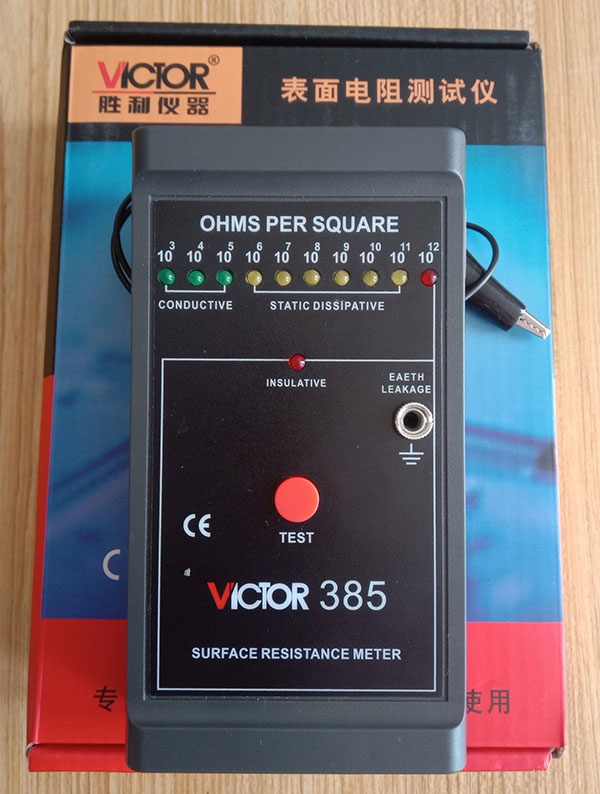 VICTOR®
胜利仪器
表面电阻测试仪
OHMS PER SQUARE
10³ 10⁴ 10⁵ 10⁶ 10⁷ 10⁸ 10⁹ 10¹⁰ 10¹¹ 10¹²
CONDUCTIVE STATIC DISSIPATIVE
INSULATIVE
EAETH
LEAKAGE
CE
TEST
CE
VICTOR 385
SURFACE RESISTANCE METER
专 使用